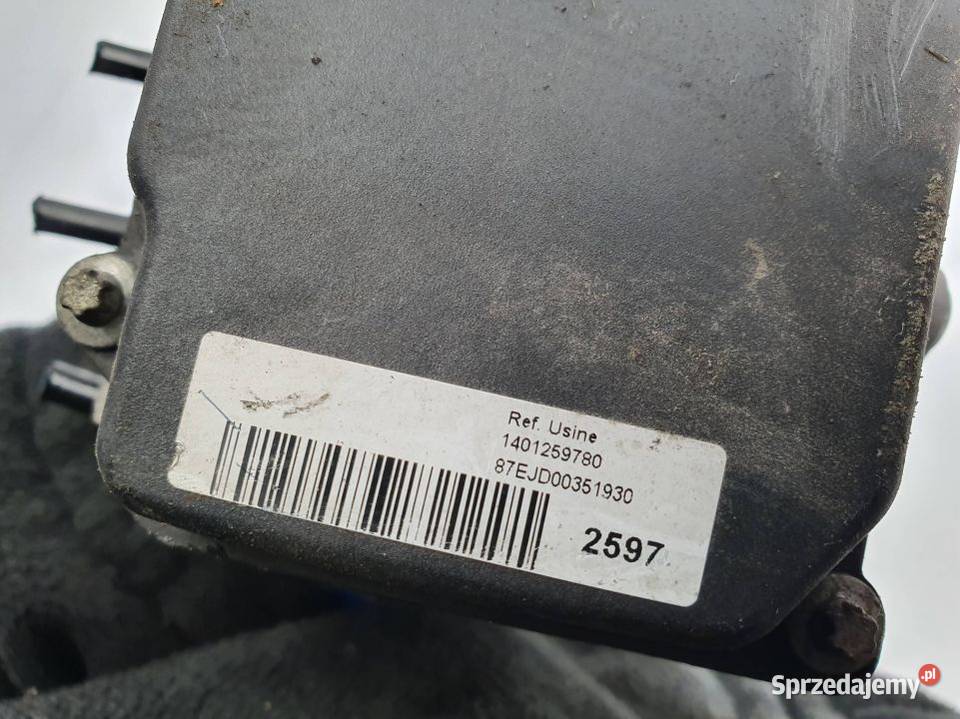 Ref. Usine
1401259780
87EJD00351930
2597
Sprzedajemy.pl